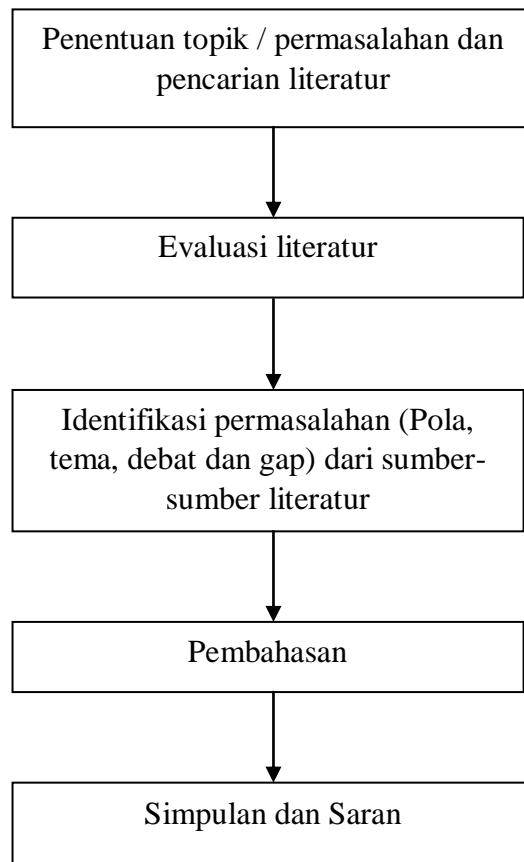 Penentuan topik / permasalahan dan
pencarian literatur
Evaluasi literatur
Identifikasi permasalahan (Pola,
tema, debat dan gap) dari sumber-
sumber literatur
Pembahasan
Simpulan dan Saran